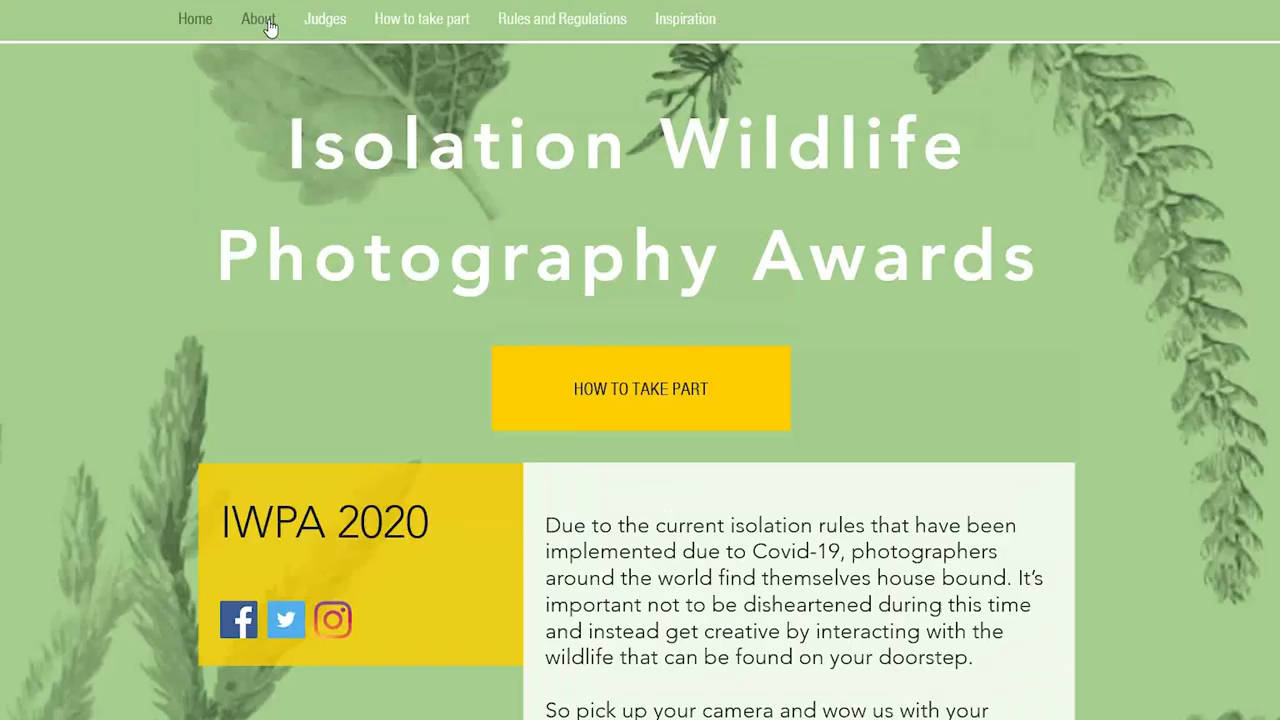 Home About Judges How to take part Rules and Regulations Inspiration
Isolation Wildlife
Photography Awards
HOW TO TAKE PART
IWPA 2020
Due to the current isolation rules that have been
implemented due to Covid-19, photographers
around the world find themselves house bound. It’s
important not to be disheartened during this time
and instead get creative by interacting with the
wildlife that can be found on your doorstep.
So pick up your camera and wow us with your